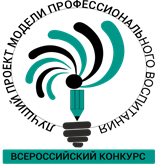 ЛУЧШИЙ ПРОЕКТ МОДЕЛИ ПРОФЕССИОНАЛЬНОГО ВОСПИТАНИЯ
ВСЕРОССИЙСКИЙ КОНКУРС